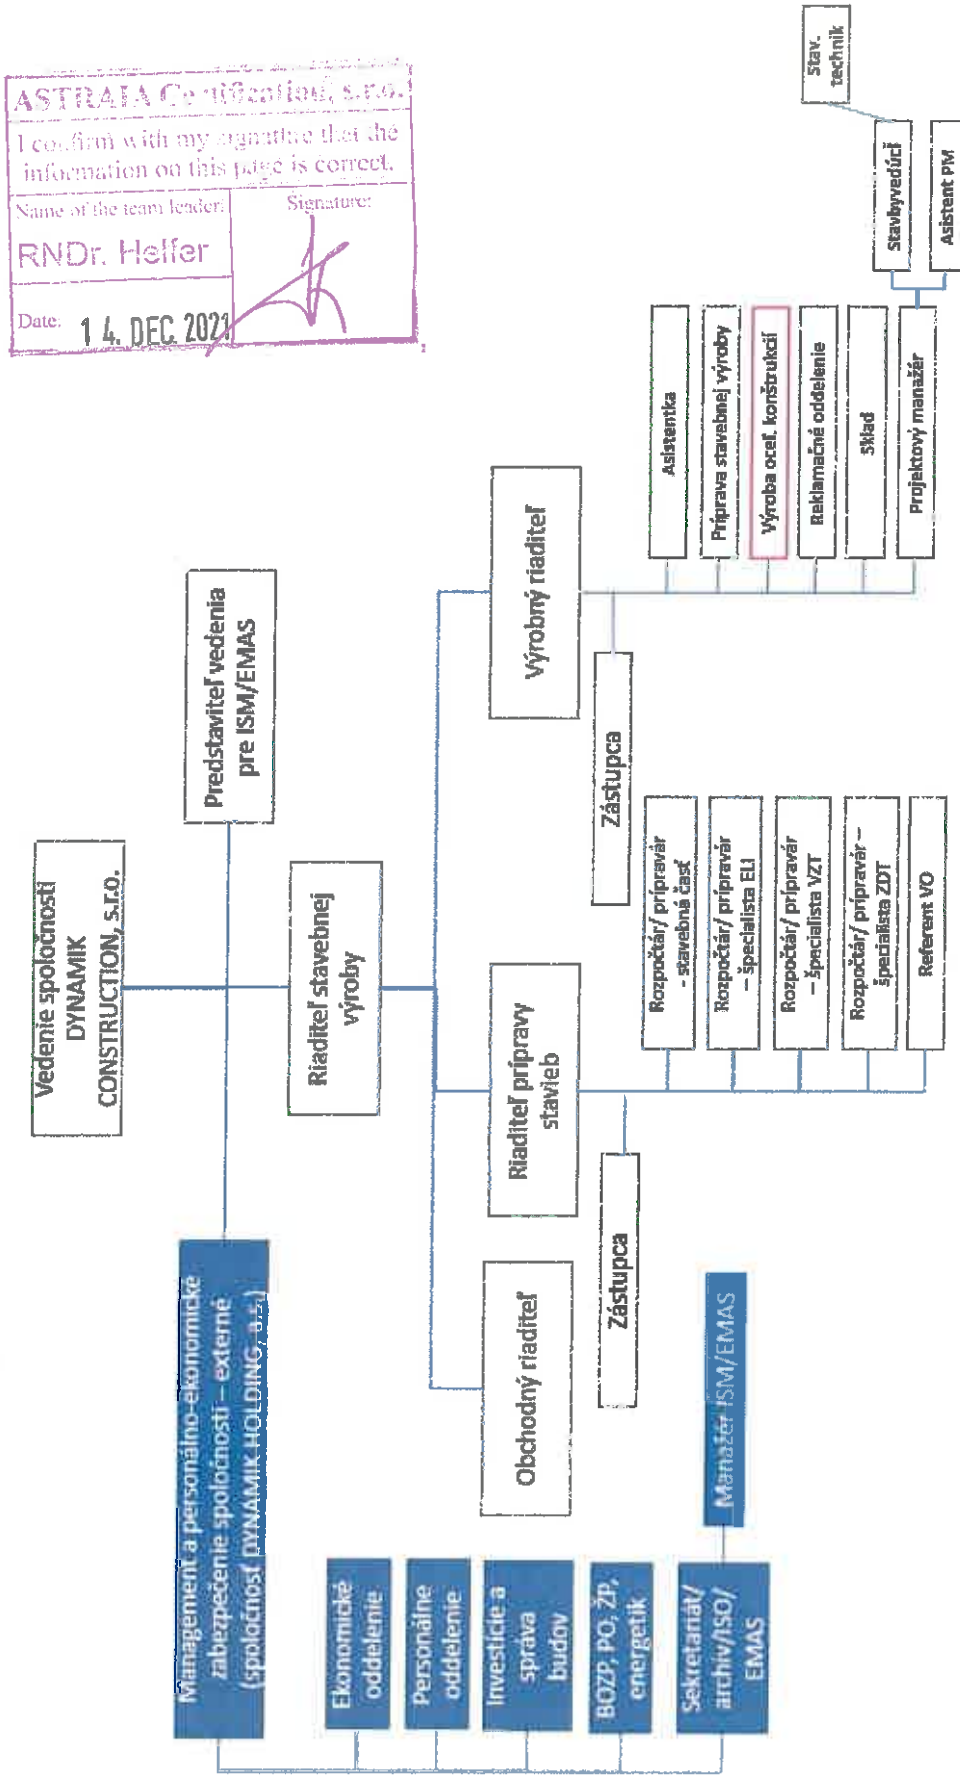 ASTRAIA Certification, s.r.o.
I confirm with my signature that the
information on this page is correct.
Name of the team leader:
Signature:
RNDr. Helfer
Date:
14. DEC. 2021
Vedenie spoločnosti
DYNAMIK
CONSTRUCTION, s.r.o.
Predstaviteľ vedenia
pre ISM/EMAS
Management a personálno-ekonomické
zabezpečenie spoločnosti – externé
(spoločnosť DYNAMIK HOLDING, a.s.)
Ekonomické
oddelenie
Personálne
oddelenie
Investície a
správa
budov
BOZP, PO, ŽP,
energetik
Sekretariát/
archív/ISO/
EMAS
Manažér ISM/EMAS
Riaditeľ stavebnej
výroby
Obchodný riaditeľ
Riaditeľ prípravy
stavieb
Zástupca
Rozpočtár/ prípravár
- stavebná časť
Rozpočtár/ prípravár
– špecialista ELI
Rozpočtár/ prípravár
– špecialista VZT
Rozpočtár/ prípravár –
špecialista ZDT
Referent VO
Výrobný riaditeľ
Zástupca
Asistentka
Príprava stavebnej výroby
Výroba oceľ. konštrukcií
Reklamačné oddelenie
Sklad
Projektový manažér
Stavbyvedúci
Asistent PM
Stav.
technik